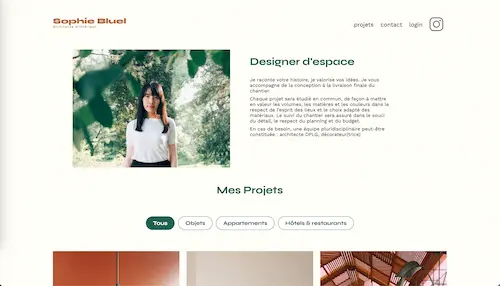 Sophie Bluel
Architecte d'intérieur
projets contact login
Designer d'espace
Je raconte votre histoire, je valorise vos idées. Je vous
accompagne de la conception à la livraison finale du
chantier
Chaque projet sera étudié en commun, de façon à mettre
en valeur les volumes, les matières et les couleurs dans le
respect de l'esprit des lieux et le choix adapté des
matériaux. Le suivi du chantier sera assuré dans le souci
du détail, le respect du planning et du budget.
En cas de besoin, une équipe pluridisciplinaire peut-être
constituée : architecte DPLG, décorateur(trice)
Mes Projets
Tous Objets Appartements Hôtels & restaurants